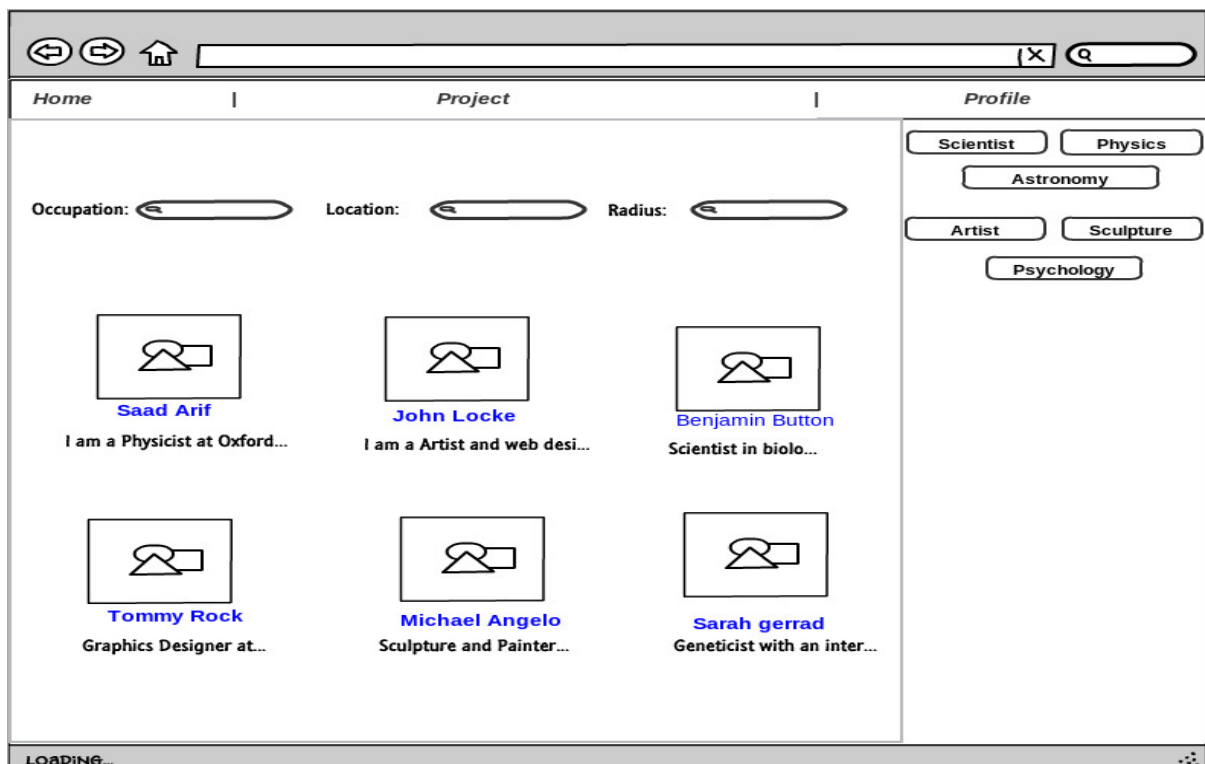 Home | Project | Profile
Scientist Physics
Astronomy
Occupation: Location: Radius:
Artist Sculpture
Psychology
Saad Arif John Locke Benjamin Button
I am a Physicist at Oxford... I am a Artist and web desi... Scientist in biolo...
Tommy Rock Michael Angelo Sarah gerrad
Graphics Designer at... Sculpture and Painter... Geneticist with an inter...
LOADING...